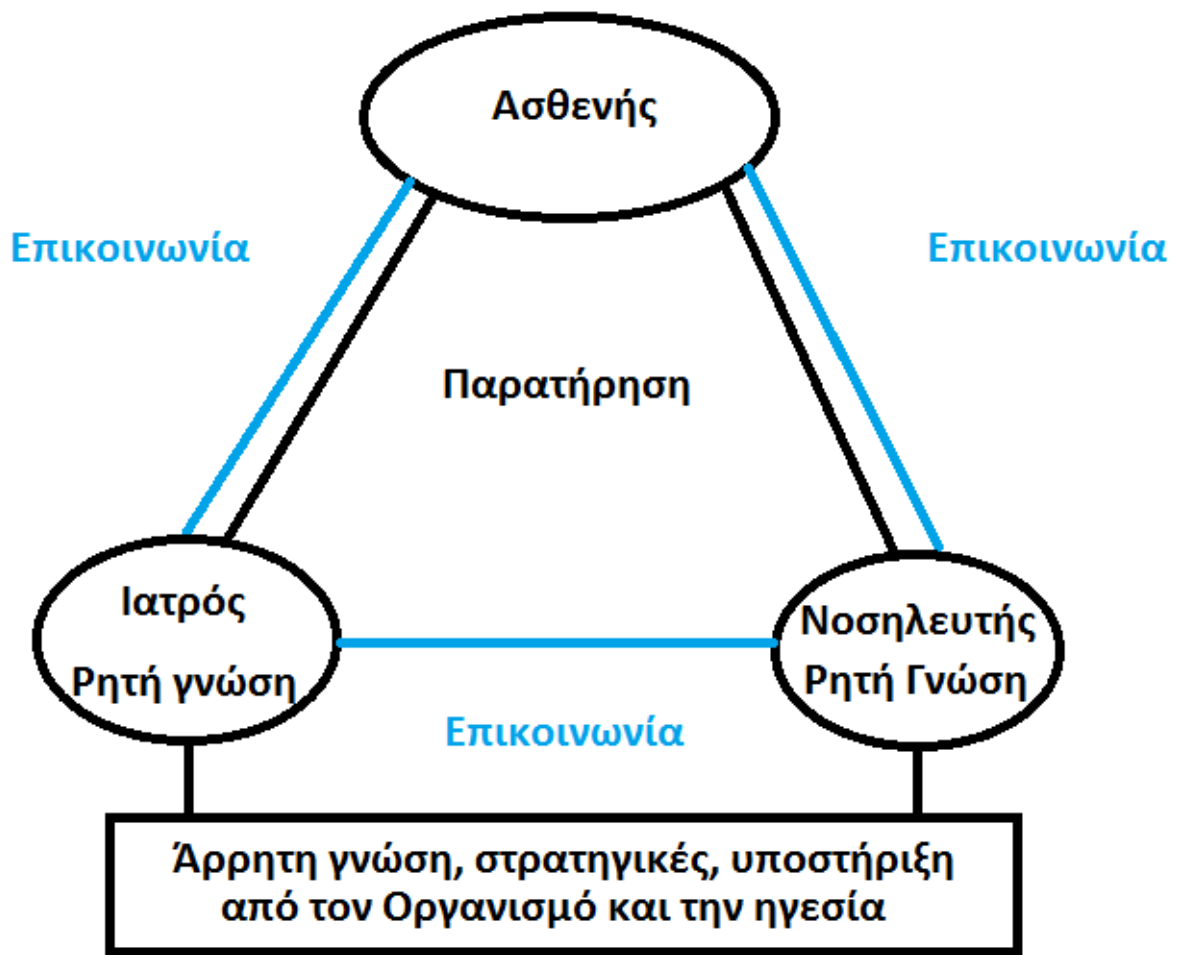 Ασθενής
Επικοινωνία
Επικοινωνία
Παρατήρηση
Ιατρός
Ρητή γνώση
Νοσηλευτής
Ρητή Γνώση
Επικοινωνία
Άρρητη γνώση, στρατηγικές, υποστήριξη
από τον Οργανισμό και την ηγεσία